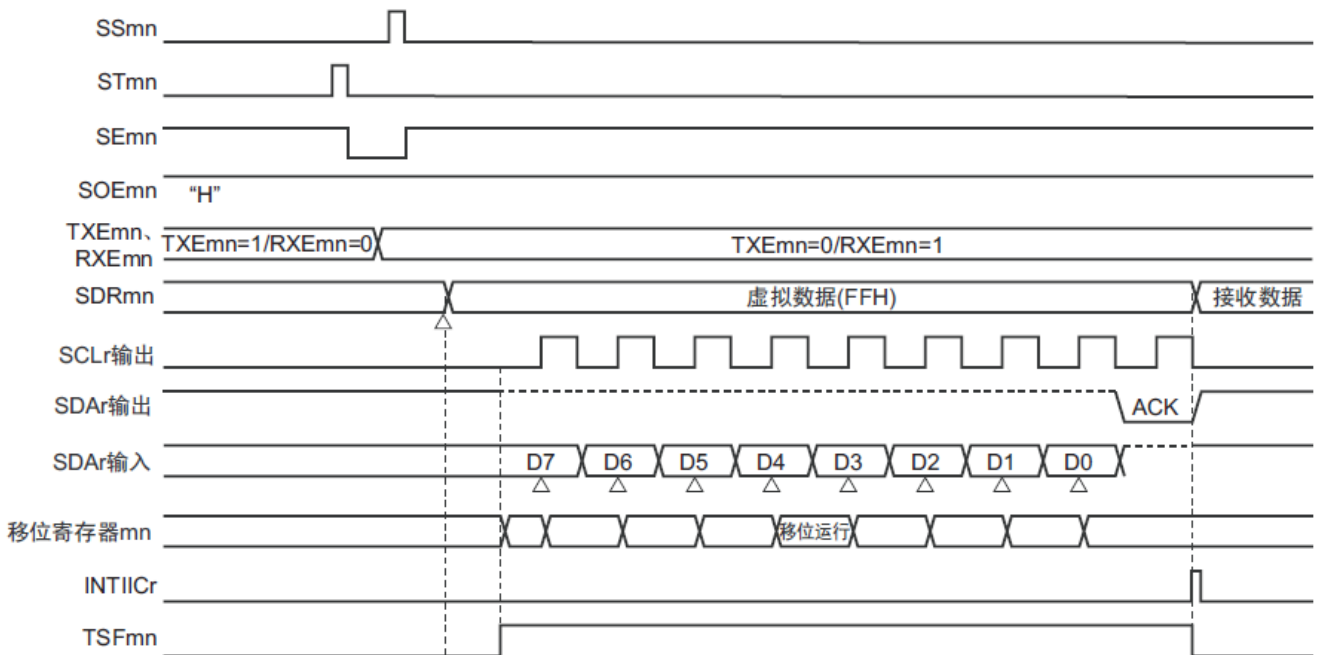 SSmn
STmn
SEmn
SOEmn “H”
TXEmn、
RXEmn
TXEmn=1/RXEmn=0 TXEmn=0/RXEmn=1
SDRmn 虚拟数据(FFH) 接收数据
SCLr输出
SDAr输出 ACK
SDAr输入 D7 D6 D5 D4 D3 D2 D1 D0
移位寄存器mn 移位运行
INTIICr
TSFmn